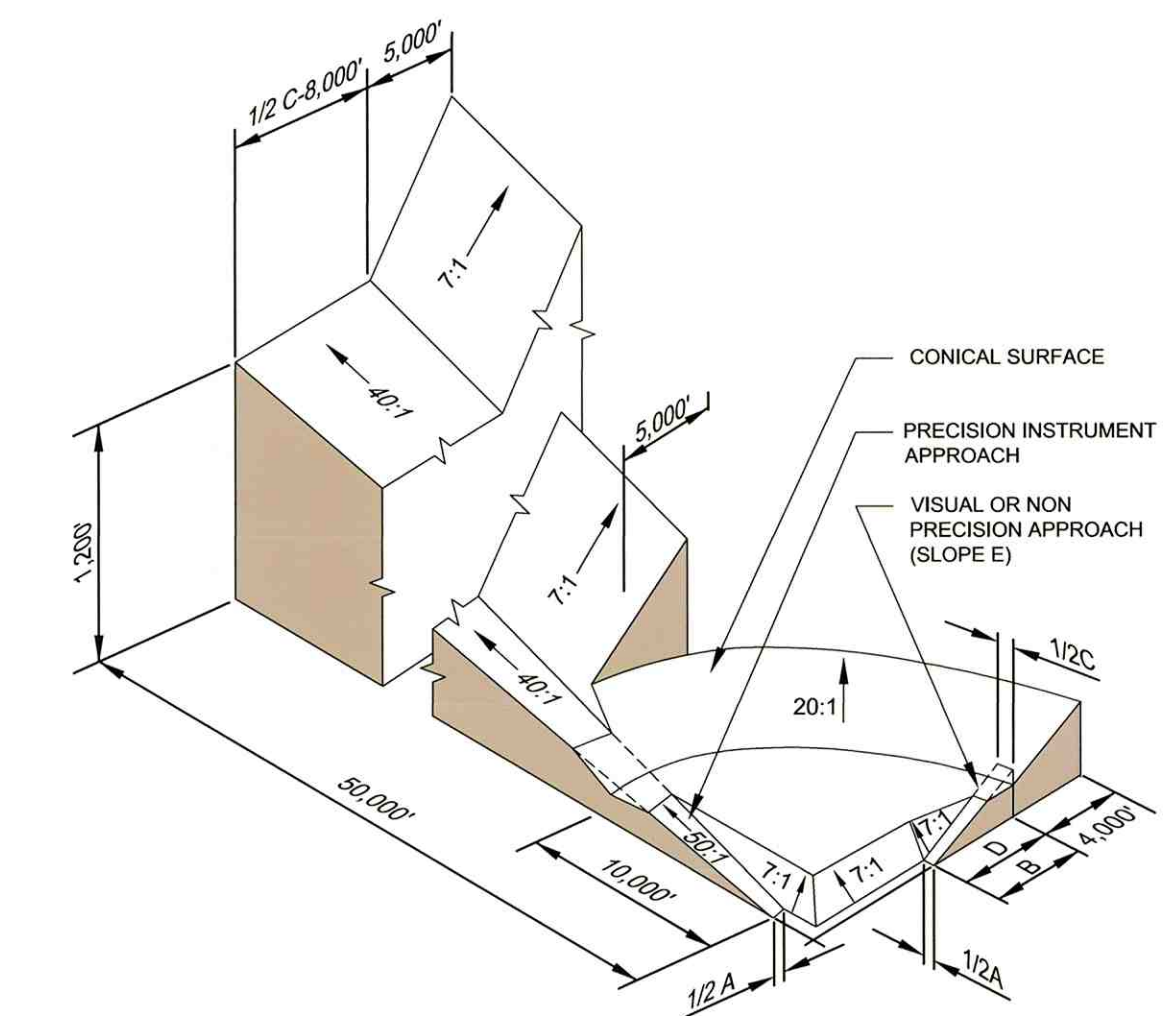 5,000'
1/2 C-8,000'
7:1
40:1
CONICAL SURFACE
5,000'
PRECISION INSTRUMENT
APPROACH
VISUAL OR NON
PRECISION APPROACH
(SLOPE E)
1,200'
7:1
1/2C
40:1
20:1
50,000'
50:1
7:1
4,000'
D
B
10,000'
7:1
7:1
1/2 A
1/2A